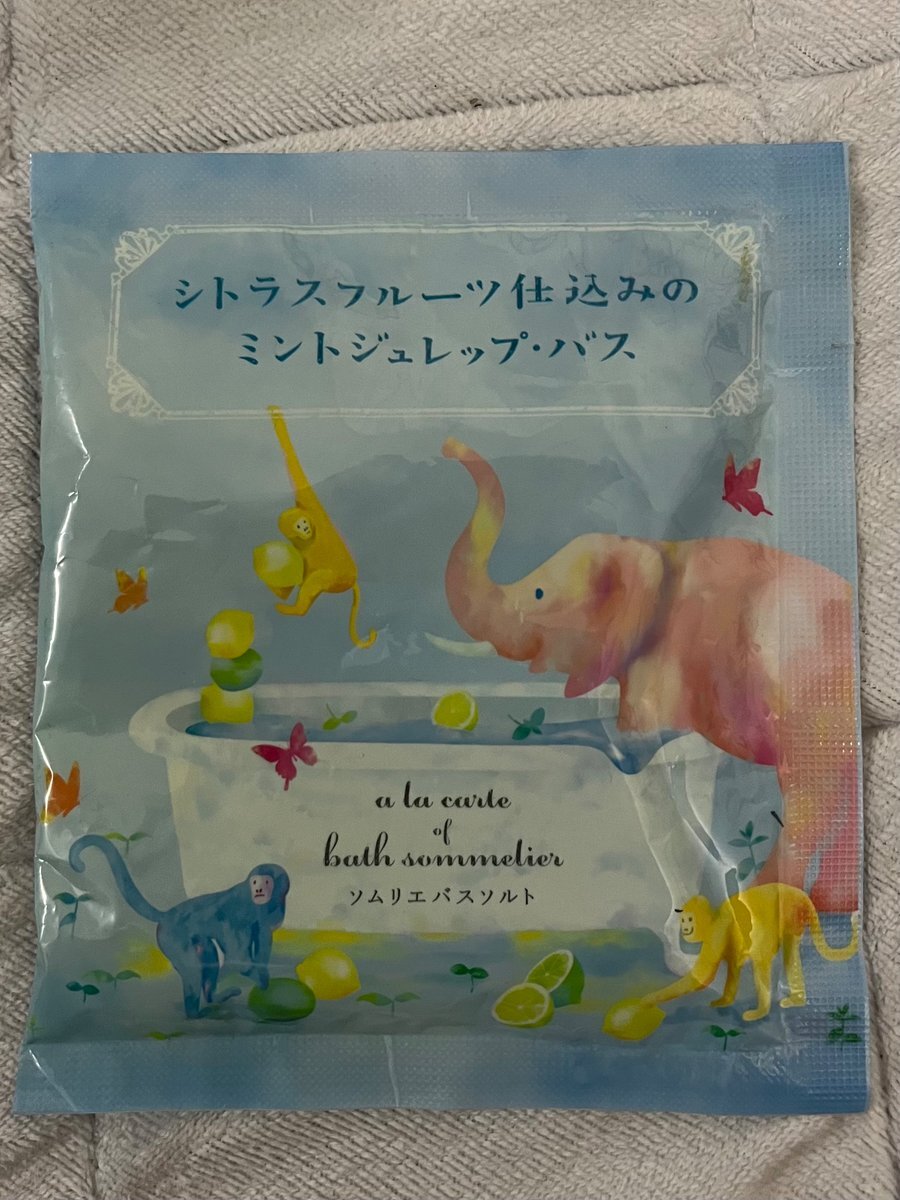 シトラスフルーツ仕込みの
ミントジュレップ・バス
a la carte
of
bath sommelier
ソムリエバスソルト